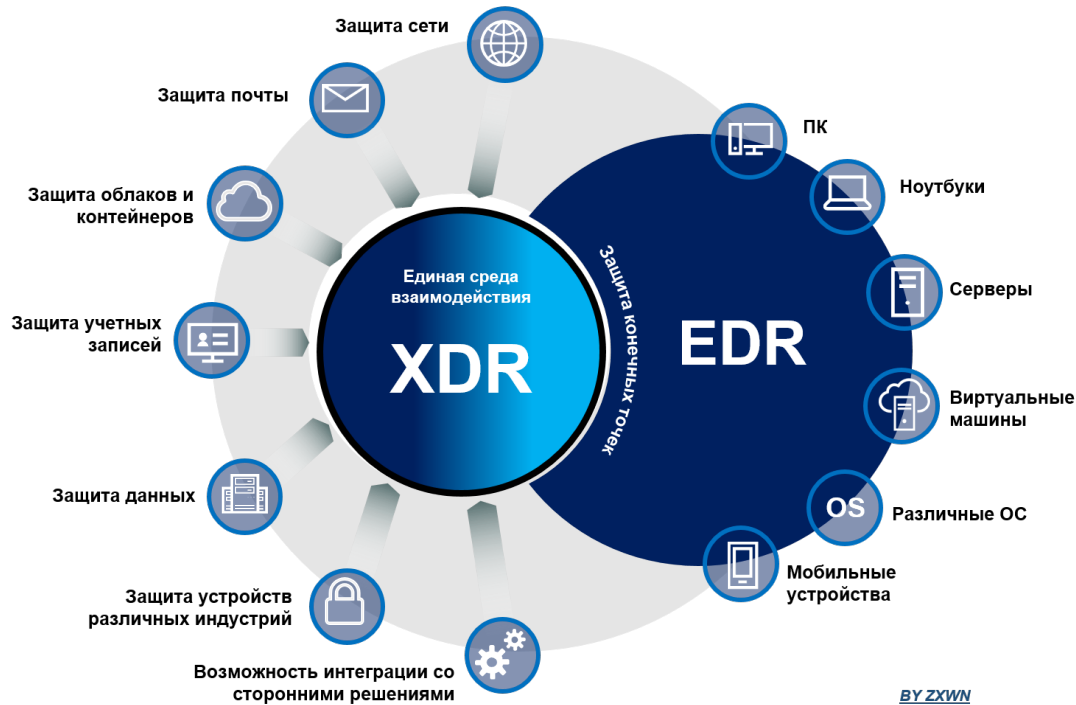 Защита сети
Защита почты
Защита облаков и
контейнеров
Защита учетных
записей
Защита данных
Защита устройств
различных индустрий
Возможность интеграции со
сторонними решениями
Единая среда
взаимодействия
XDR
Защита конечных точек
EDR
ПК
Ноутбуки
Серверы
Виртуальные
машины
OS
Различные ОС
Мобильные
устройства
BY ZXWN